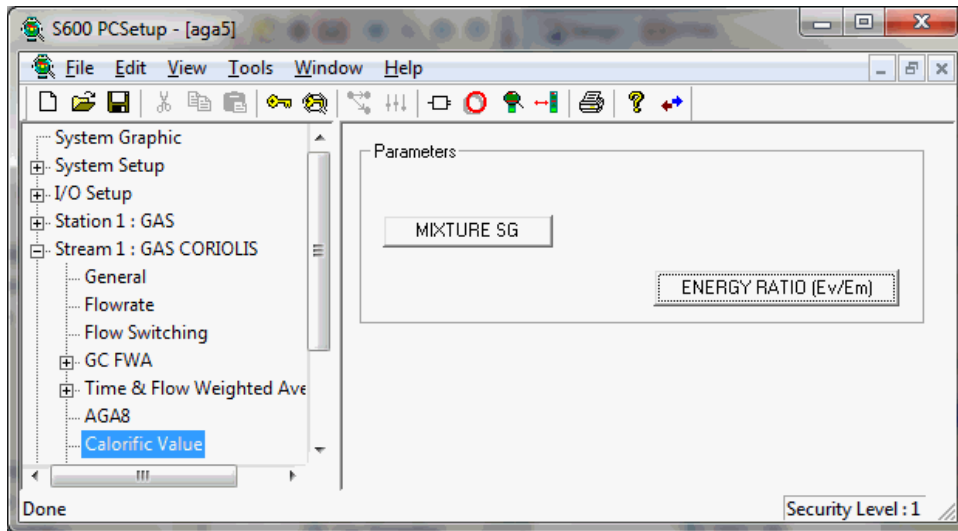 S600 PCSetup - [aga5]
File Edit View Tools Window Help
System Graphic
System Setup
I/O Setup
Station 1 : GAS
Stream 1 : GAS CORIOLIS
General
Flowrate
Flow Switching
GC FWA
Time & Flow Weighted Ave
AGA8
Calorific Value
Parameters
MIXTURE SG
ENERGY RATIO (Ev/Em)
Done
Security Level : 1